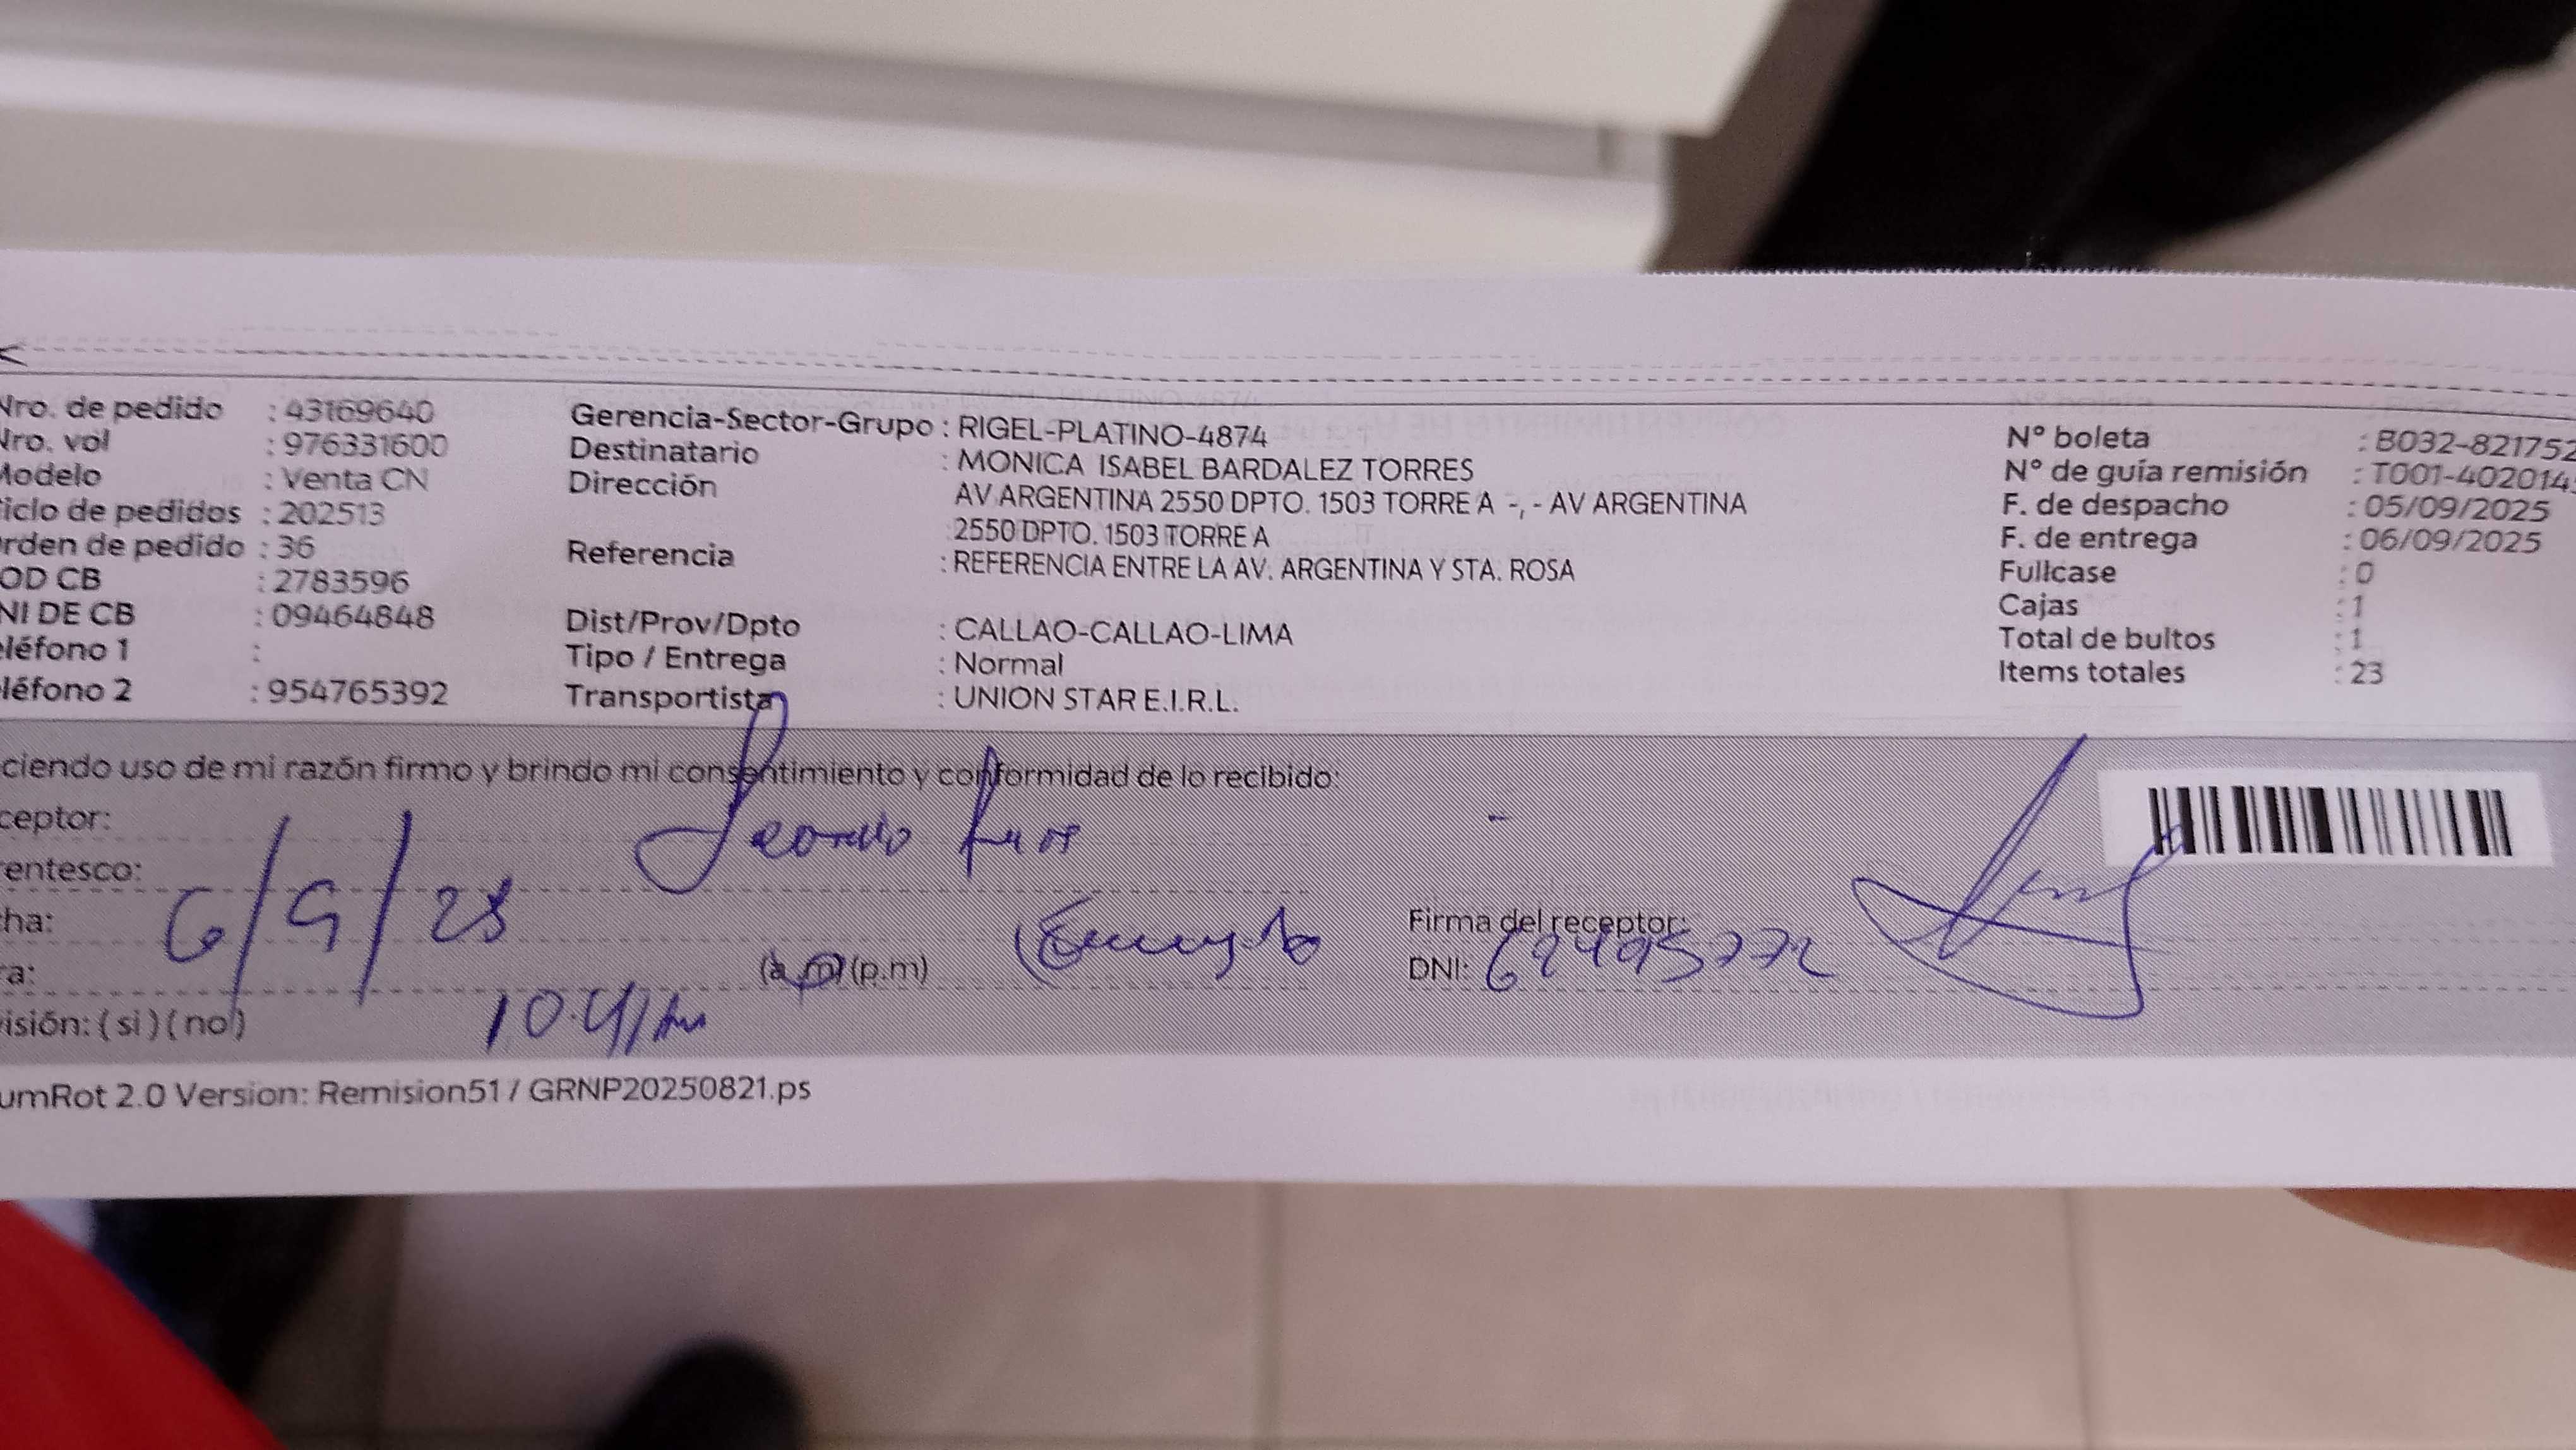 Nro. de pedido : 43169640
Nro. vol : 976331600
Modelo : Venta CN
iclo de pedidos : 202513
rden de pedido : 36
OD CB : 2783596
NI DE CB : 09464848
eléfono 1 :
léfono 2 : 954765392
Gerencia-Sector-Grupo : RIGEL-PLATINO-4874
Destinatario : MONICA ISABEL BARDALEZ TORRES
Dirección AV ARGENTINA 2550 DPTO. 1503 TORRE A -, - AV ARGENTINA
2550 DPTO. 1503 TORRE A
Referencia : REFERENCIA ENTRE LA AV. ARGENTINA Y STA. ROSA
Dist/Prov/Dpto : CALLAO-CALLAO-LIMA
Tipo / Entrega : Normal
Transportista : UNION STAR E.I.R.L.
N° boleta : B032-821752
N° de guía remisión : T001-402014
F. de despacho : 05/09/2025
F. de entrega : 06/09/2025
Fullcase : 0
Cajas : 1
Total de bultos : 1
Items totales : 23
ciendo uso de mi razón firmo y brindo mi consentimiento y conformidad de lo recibido:
ceptor:
rentesco:
cha: 6/9/25
ra: (a.m) (p.m)
isión: ( si ) ( no )
Firma del receptor:
DNI:
umRot 2.0 Version: Remision51 / GRNP20250821.ps